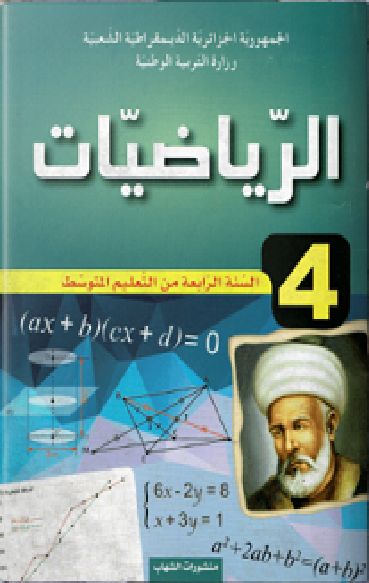 الجمهورية الجزائرية الديمقراطية الشعبية
وزارة التربية الوطنية
الرّياضيّات
4
السنة الرابعة من التعليم المتوسط
(ax + b)(cx + d) = 0
6x - 2y = 8
x + 3y = 1
a²+2ab+b²=(a+b)²
منشورات الشهاب